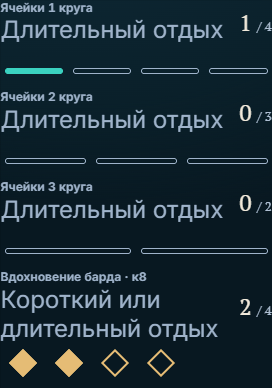 Ячейки 1 круга
Длительный отдых 1 / 4
Ячейки 2 круга
Длительный отдых 0 / 3
Ячейки 3 круга
Длительный отдых 0 / 2
Вдохновение барда · к8
Короткий или
длительный отдых 2 / 4